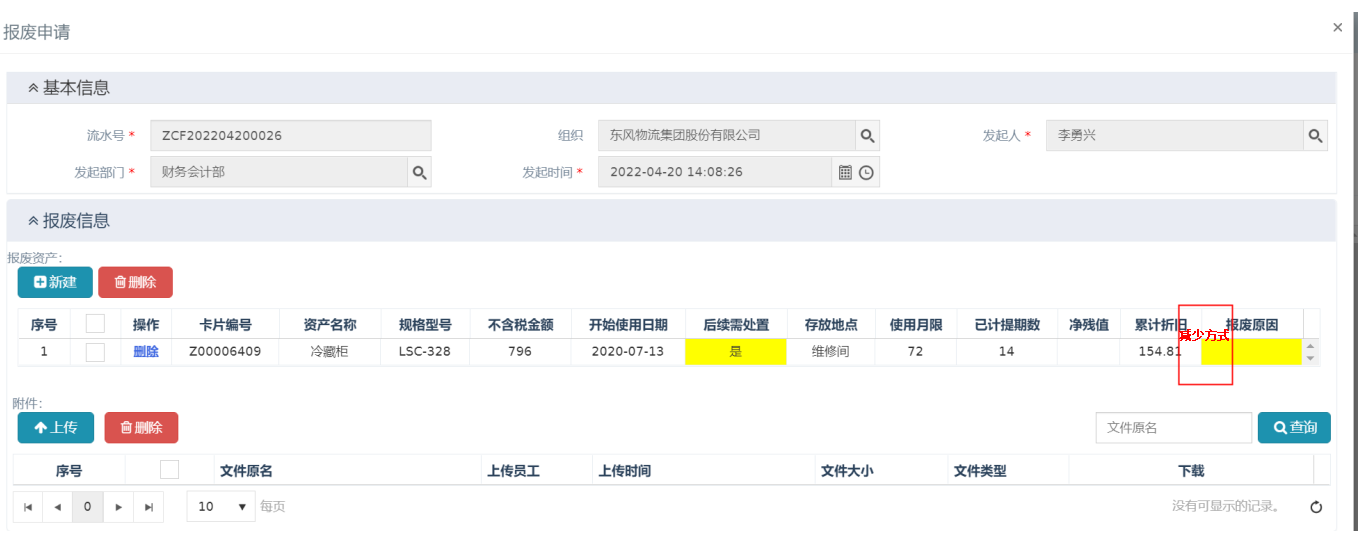 报废申请
×
基本信息
流水号 * ZCF202204200026 组织 东风物流集团股份有限公司 发起人 * 李勇兴
发起部门 * 财务会计部 发起时间 * 2022-04-20 14:08:26
报废信息
报废资产:
新建 删除
序号 操作 卡片编号 资产名称 规格型号 不含税金额 开始使用日期 后续需处置 存放地点 使用月限 已计提期数 净残值 累计折旧 报废原因
减少方式
1 删除 Z00006409 冷藏柜 LSC-328 796 2020-07-13 是 维修间 72 14 154.81
附件:
上传 删除 文件原名 查询
序号 文件原名 上传员工 上传时间 文件大小 文件类型 下载
0 10 每页 没有可显示的记录。